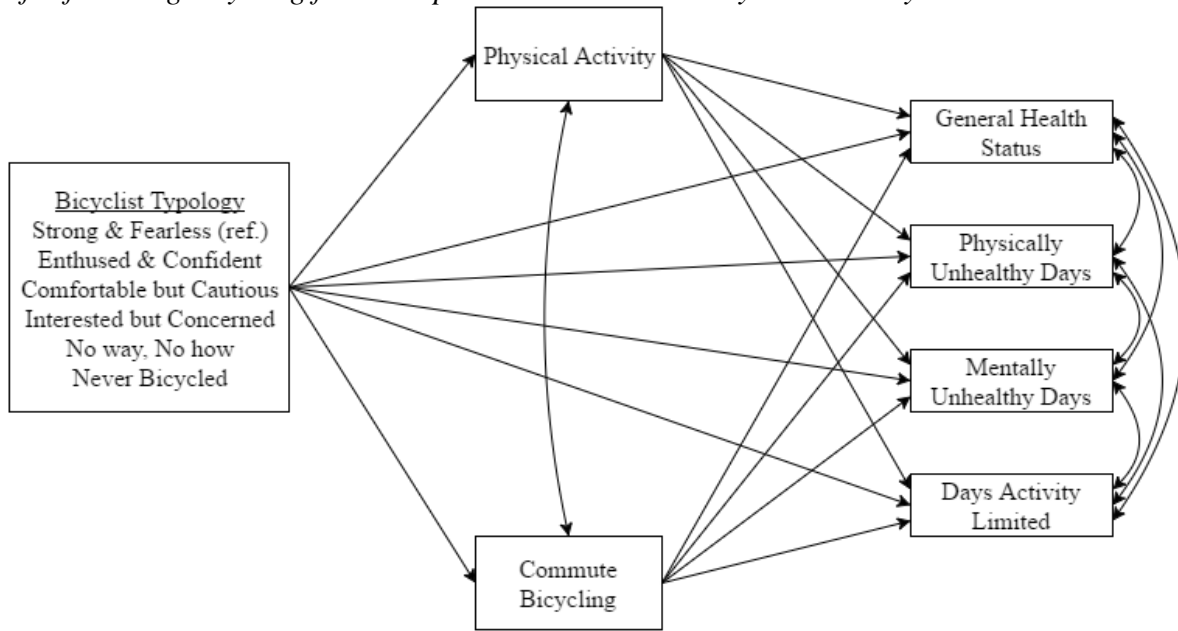 Physical Activity
General Health
Status
Bicyclist Typology
Strong & Fearless (ref.)
Enthused & Confident
Comfortable but Cautious
Interested but Concerned
No way, No how
Never Bicycled
Physically
Unhealthy Days
Mentally
Unhealthy Days
Days Activity
Limited
Commute
Bicycling